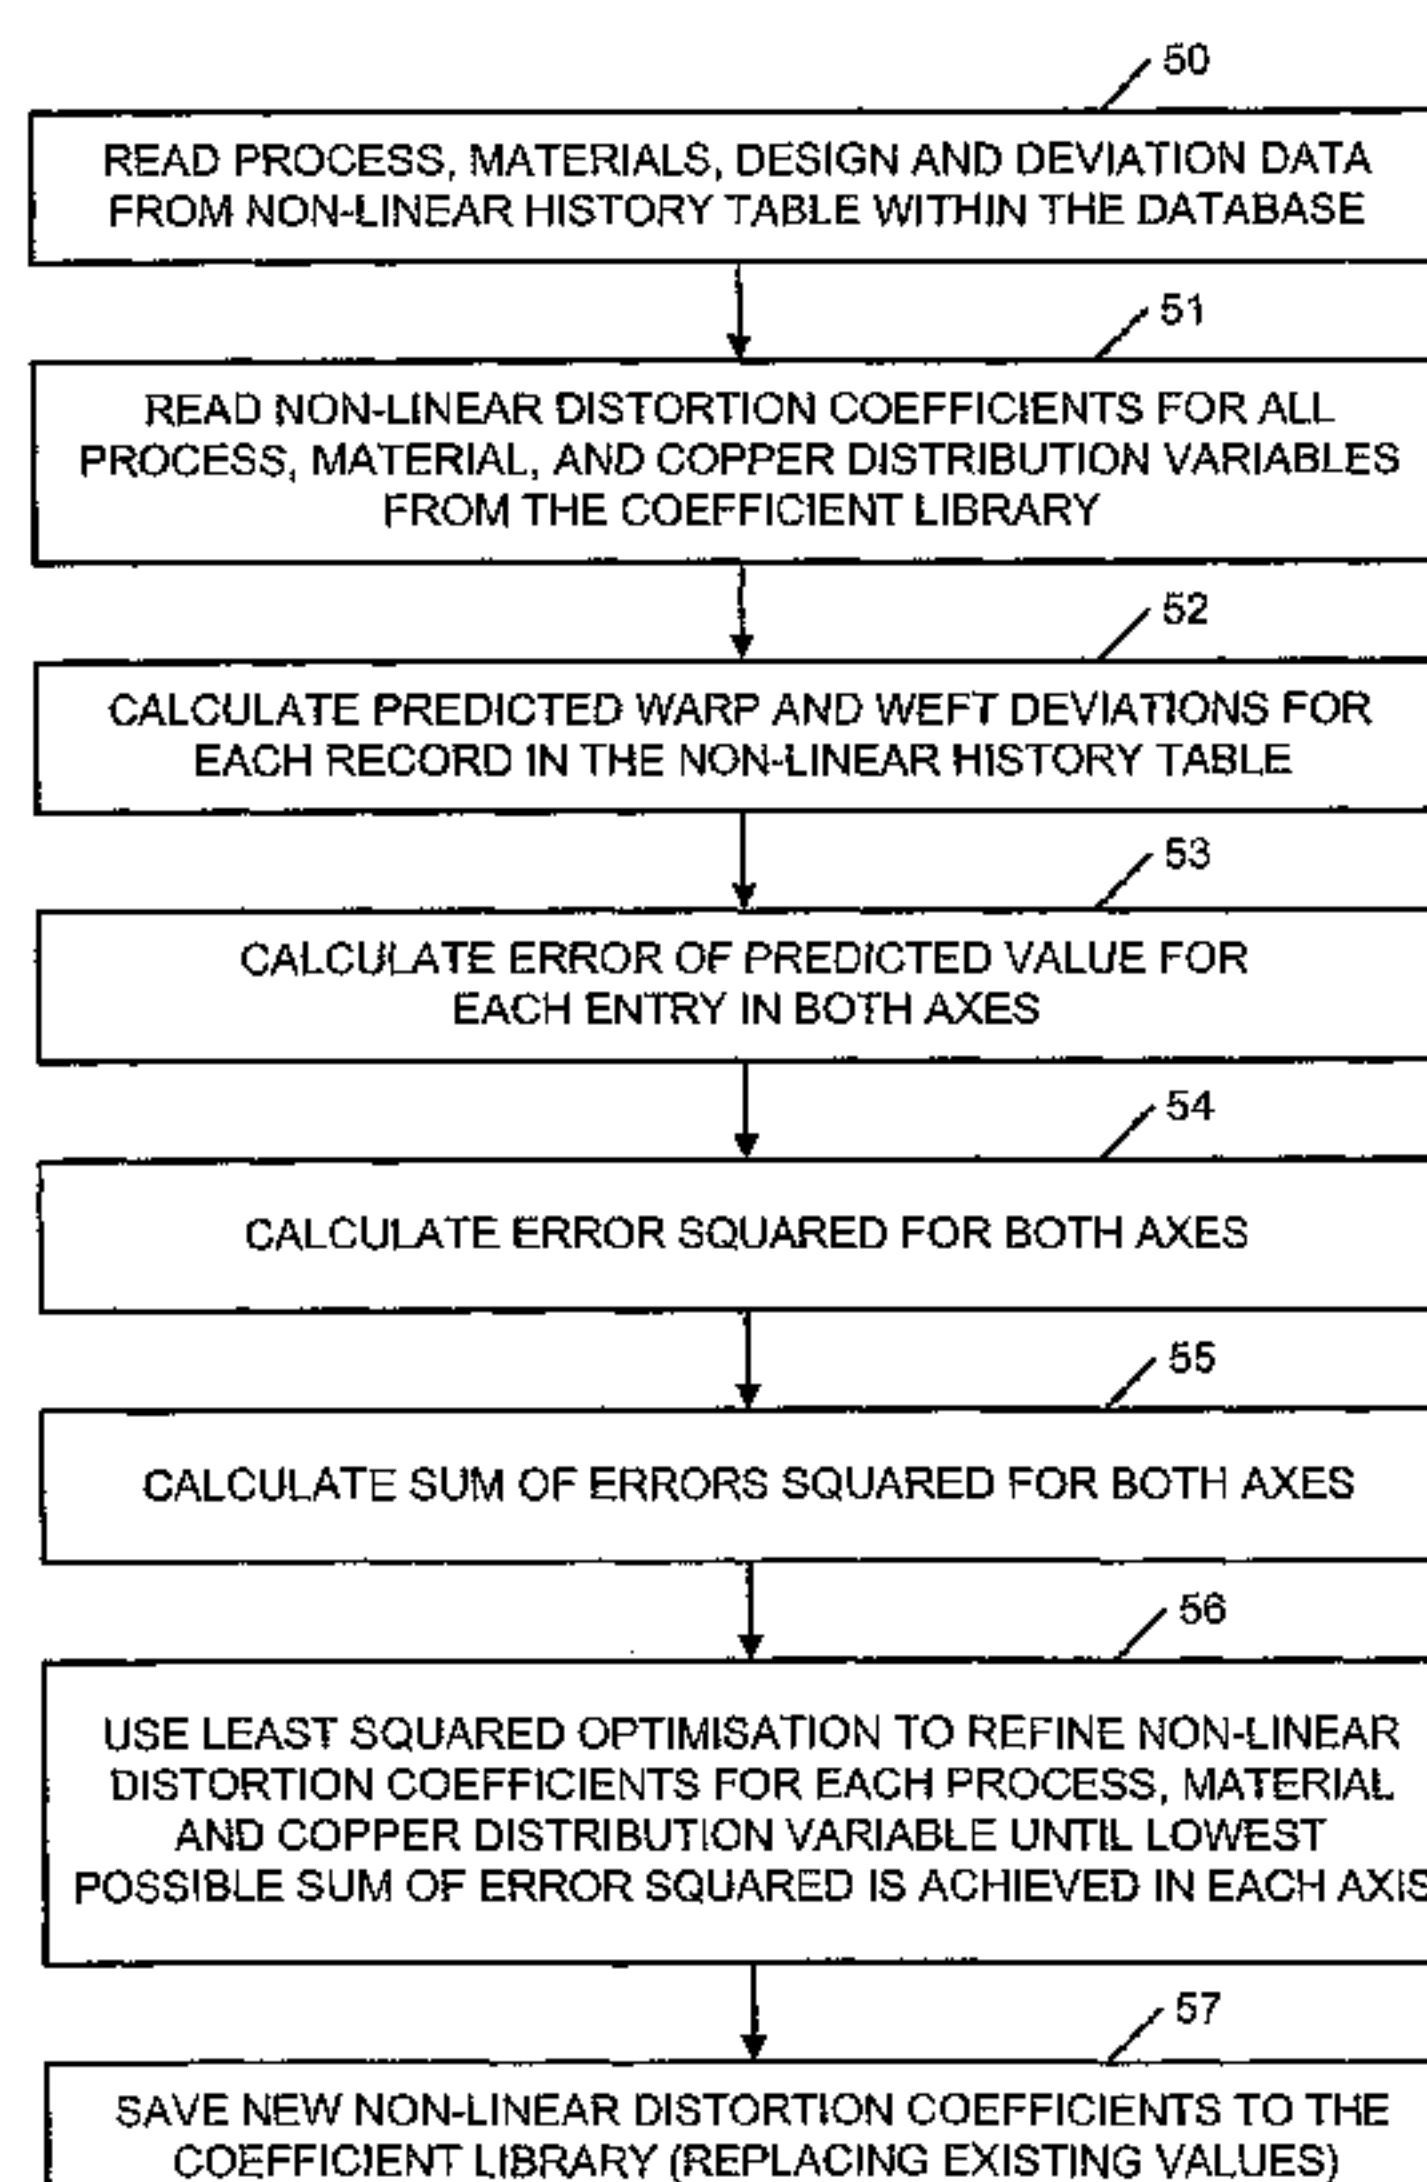 50
READ PROCESS, MATERIALS, DESIGN AND DEVIATION DATA
FROM NON-LINEAR HISTORY TABLE WITHIN THE DATABASE
51
READ NON-LINEAR DISTORTION COEFFICIENTS FOR ALL
PROCESS, MATERIAL, AND COPPER DISTRIBUTION VARIABLES
FROM THE COEFFICIENT LIBRARY
52
CALCULATE PREDICTED WARP AND WEFT DEVIATIONS FOR
EACH RECORD IN THE NON-LINEAR HISTORY TABLE
53
CALCULATE ERROR OF PREDICTED VALUE FOR
EACH ENTRY IN BOTH AXES
54
CALCULATE ERROR SQUARED FOR BOTH AXES
55
CALCULATE SUM OF ERRORS SQUARED FOR BOTH AXES
56
USE LEAST SQUARED OPTIMISATION TO REFINE NON-LINEAR
DISTORTION COEFFICIENTS FOR EACH PROCESS, MATERIAL
AND COPPER DISTRIBUTION VARIABLE UNTIL LOWEST
POSSIBLE SUM OF ERROR SQUARED IS ACHIEVED IN EACH AXIS
57
SAVE NEW NON-LINEAR DISTORTION COEFFICIENTS TO THE
COEFFICIENT LIBRARY (REPLACING EXISTING VALUES)